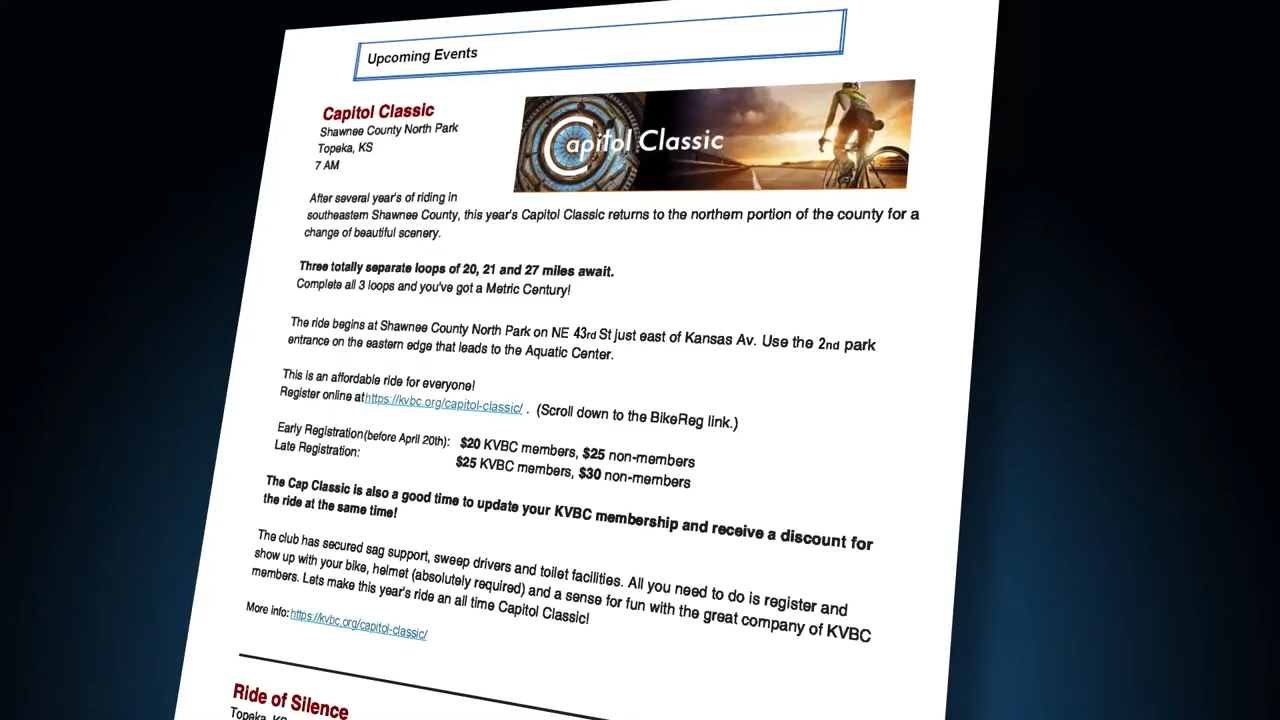 Upcoming Events
Capitol Classic
Shawnee County North Park
Topeka, KS
7 AM
Capitol Classic
After several year's of riding in
southeastern Shawnee County, this year's Capitol Classic returns to the northern portion of the county for a
change of beautiful scenery.
Three totally separate loops of 20, 21 and 27 miles await.
Complete all 3 loops and you've got a Metric Century!
The ride begins at Shawnee County North Park on NE 43rd St just east of Kansas Av. Use the 2nd park
entrance on the eastern edge that leads to the Aquatic Center.
This is an affordable ride for everyone!
Register online at https://kvbc.org/capitol-classic/ . (Scroll down to the BikeReg link.)
Early Registration (before April 20th): $20 KVBC members, $25 non-members
Late Registration: $25 KVBC members, $30 non-members
The Cap Classic is also a good time to update your KVBC membership and receive a discount for
the ride at the same time!
The club has secured sag support, sweep drivers and toilet facilities. All you need to do is register and
show up with your bike, helmet (absolutely required) and a sense for fun with the great company of KVBC
members. Lets make this year's ride an all time Capitol Classic!
More info: https://kvbc.org/capitol-classic/
Ride of Silence
Topeka, KS